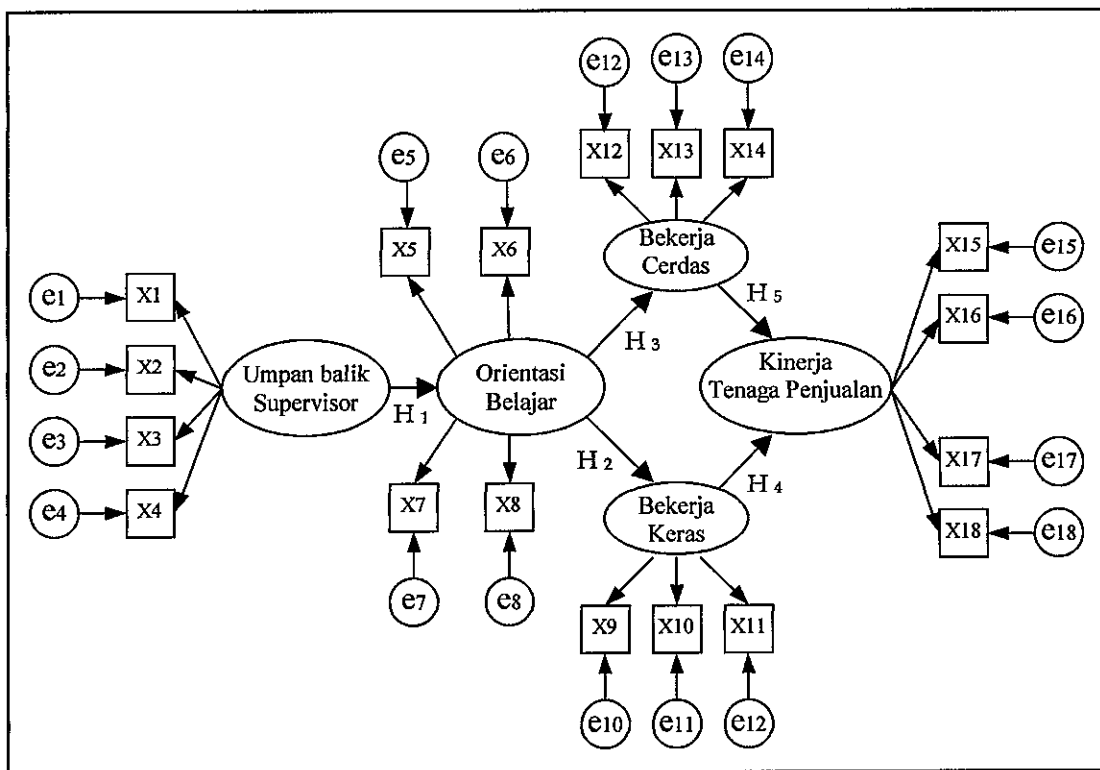 e12 e13 e14
X12 X13 X14
e5 e6
X5 X6
Bekerja
Cerdas
X15 e15
X16 e16
H 5
H 3
e1 X1
e2 X2
e3 X3
e4 X4
Umpan balik
Supervisor
H 1
Orientasi
Belajar
Kinerja
Tenaga Penjualan
H 2
H 4
X7 X8
e7 e8
Bekerja
Keras
X17 e17
X18 e18
X9 X10 X11
e10 e11 e12